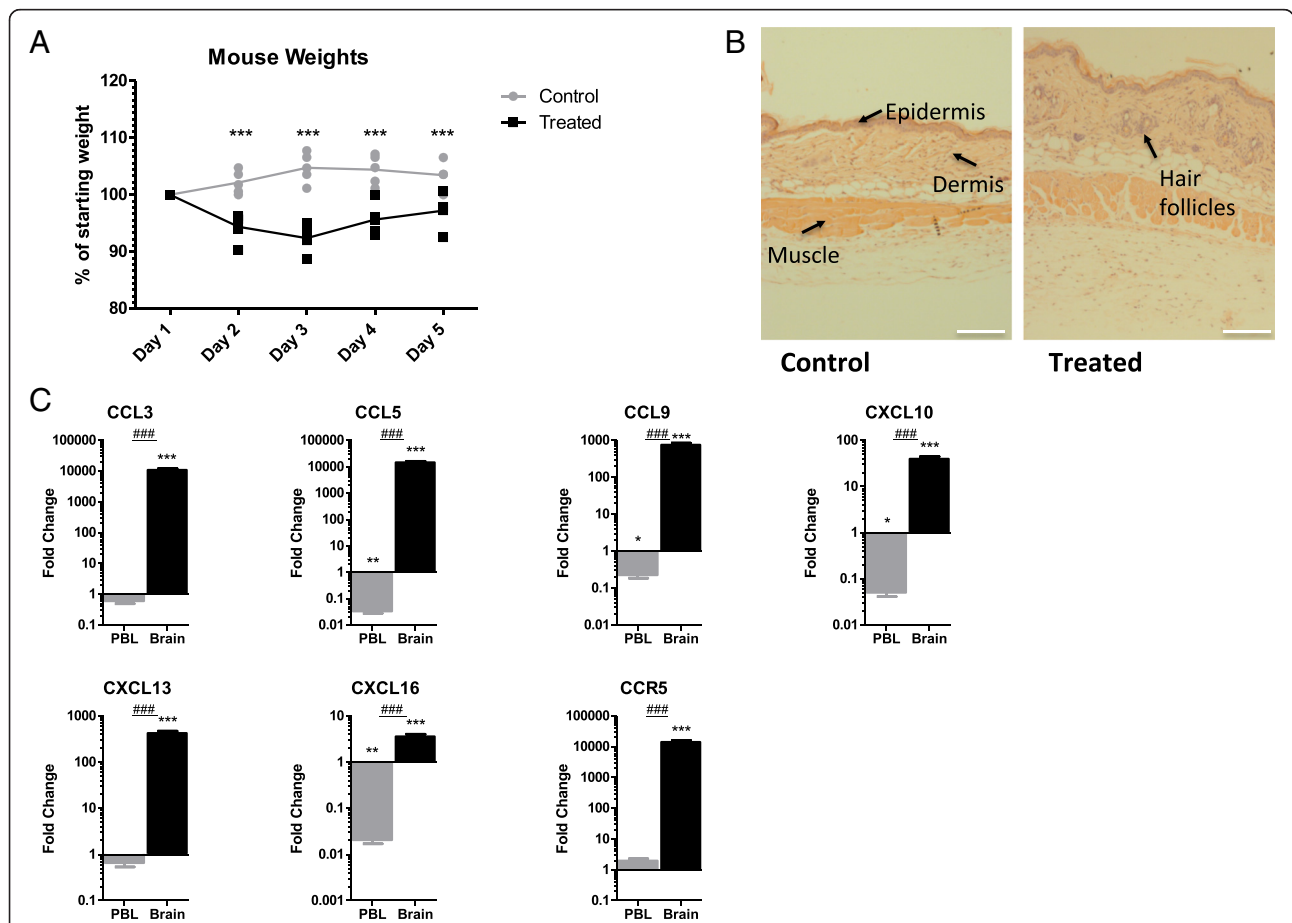 A
Mouse Weights
% of starting weight
120
110
100
90
80
*** *** *** ***
Day 1 Day 2 Day 3 Day 4 Day 5
Control
Treated
B
Epidermis
Dermis
Muscle
Hair
follicles
Control
Treated
C
CCL3
Fold Change
100000
10000
1000
100
10
1
0.1
###
***
PBL Brain
CCL5
Fold Change
100000
10000
1000
100
10
1
0.1
0.01
###
**
***
PBL Brain
CCL9
Fold Change
1000
100
10
1
0.1
0.01
###
*
***
PBL Brain
CXCL10
Fold Change
100
10
1
0.1
0.01
###
*
***
PBL Brain
CXCL13
Fold Change
1000
100
10
1
0.1
###
***
PBL Brain
CXCL16
Fold Change
10
1
0.1
0.01
0.001
###
**
***
PBL Brain
CCR5
Fold Change
100000
10000
1000
100
10
1
0.1
###
***
PBL Brain